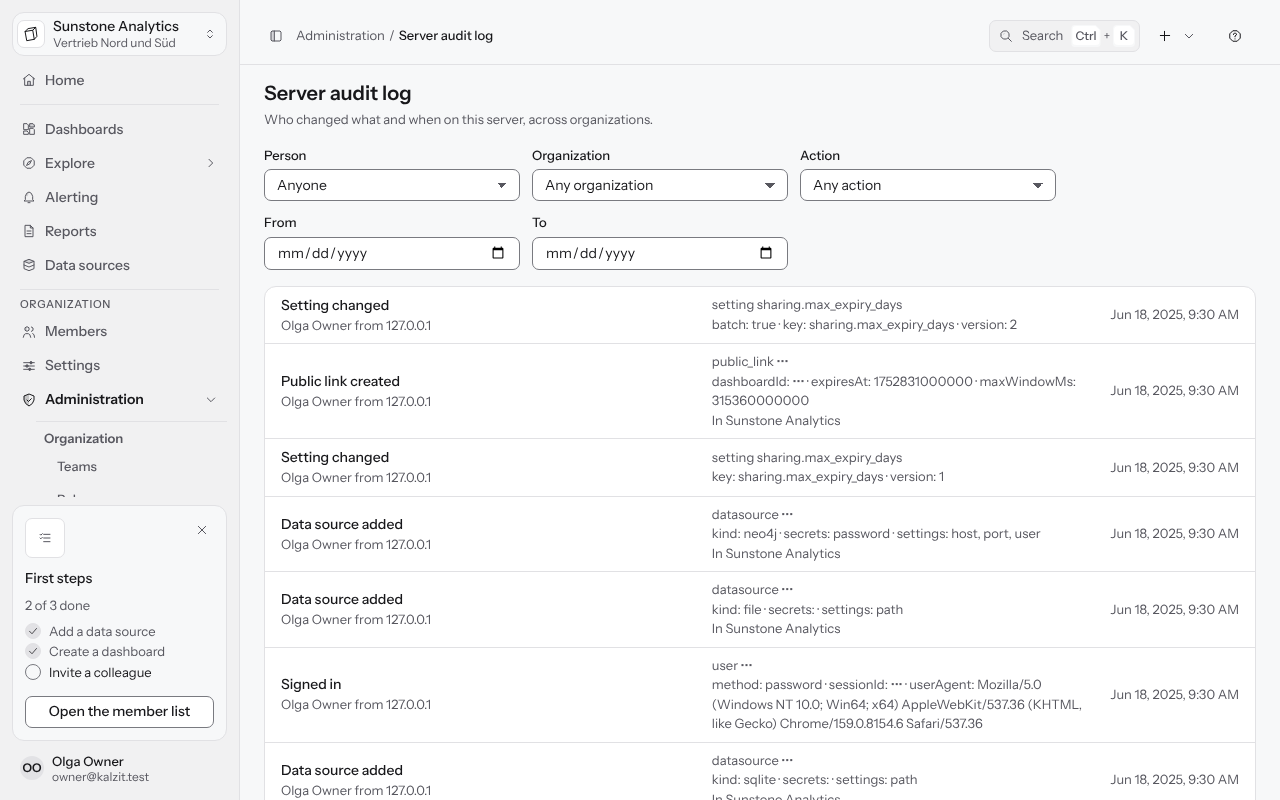 Sunstone Analytics
Vertrieb Nord und Süd
Home
Dashboards
Explore
Alerting
Reports
Data sources
ORGANIZATION
Members
Settings
Administration
Organization
Teams
First steps
2 of 3 done
Add a data source
Create a dashboard
Invite a colleague
Open the member list
OO
Olga Owner
owner@kalzit.test
Administration / Server audit log
Search Ctrl + K
Server audit log
Who changed what and when on this server, across organizations.
Person
Organization
Action
Anyone
Any organization
Any action
From
To
mm/dd/yyyy
mm/dd/yyyy
Setting changed
Olga Owner from 127.0.0.1
setting sharing.max_expiry_days
batch: true · key: sharing.max_expiry_days · version: 2
Jun 18, 2025, 9:30 AM
Public link created
Olga Owner from 127.0.0.1
public_link •••
dashboardId: ••• · expiresAt: 1752831000000 · maxWindowMs:
315360000000
In Sunstone Analytics
Jun 18, 2025, 9:30 AM
Setting changed
Olga Owner from 127.0.0.1
setting sharing.max_expiry_days
key: sharing.max_expiry_days · version: 1
Jun 18, 2025, 9:30 AM
Data source added
Olga Owner from 127.0.0.1
datasource •••
kind: neo4j · secrets: password · settings: host, port, user
In Sunstone Analytics
Jun 18, 2025, 9:30 AM
Data source added
Olga Owner from 127.0.0.1
datasource •••
kind: file · secrets: · settings: path
In Sunstone Analytics
Jun 18, 2025, 9:30 AM
Signed in
Olga Owner from 127.0.0.1
user •••
method: password · sessionId: ••• · userAgent: Mozilla/5.0
(Windows NT 10.0; Win64; x64) AppleWebKit/537.36 (KHTML,
like Gecko) Chrome/159.0.8154.6 Safari/537.36
Jun 18, 2025, 9:30 AM
Data source added
Olga Owner from 127.0.0.1
datasource •••
kind: sqlite · secrets: · settings: path
In Sunstone Analytics
Jun 18, 2025, 9:30 AM